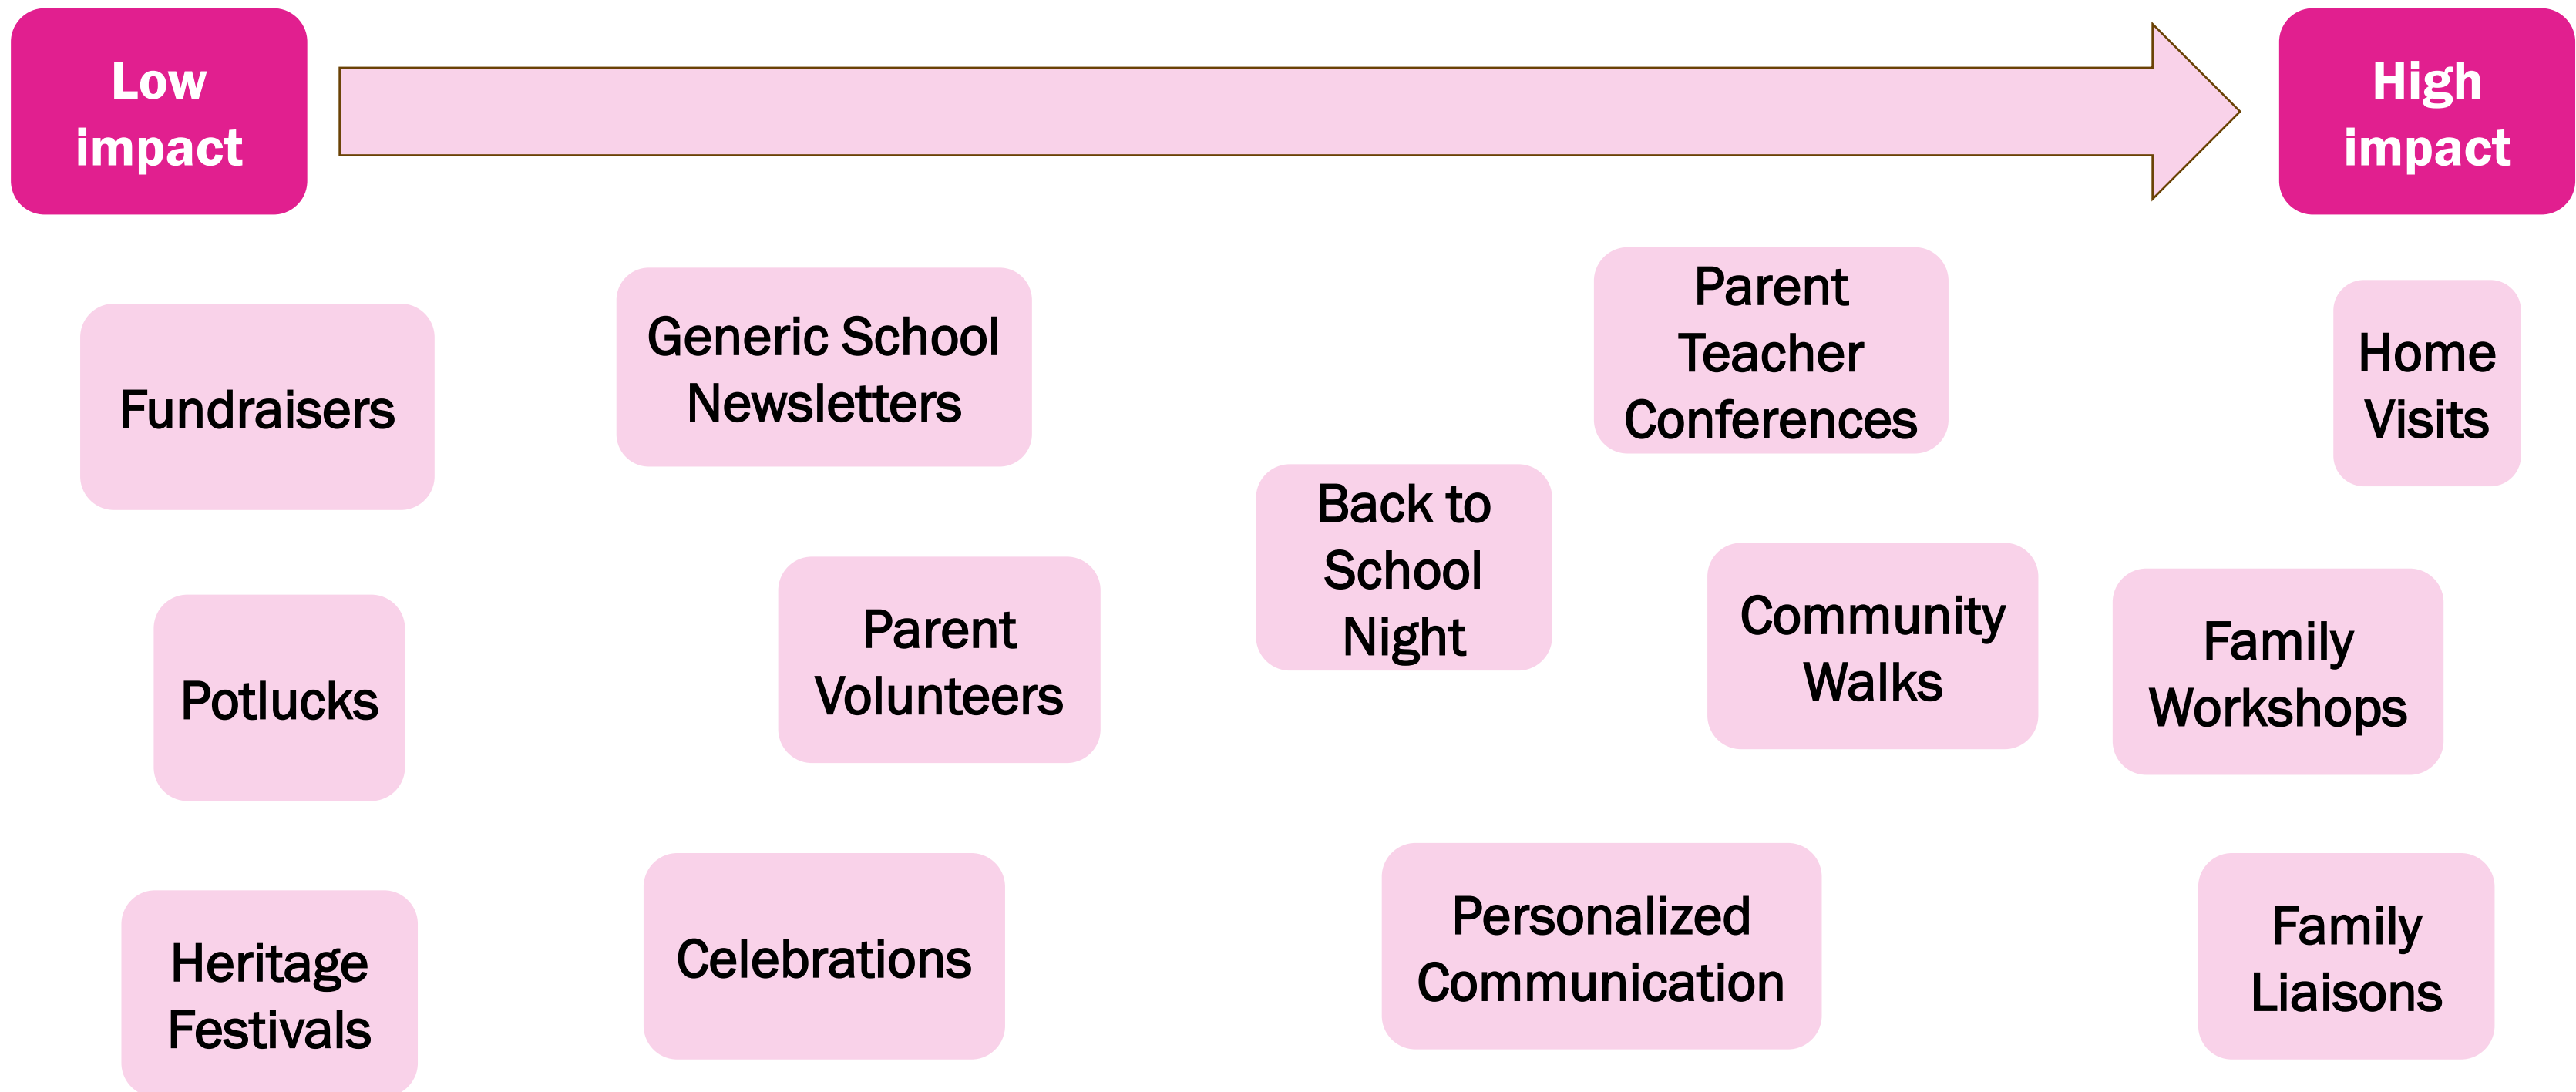 Low
impact
High
impact
Fundraisers
Generic School
Newsletters
Parent
Teacher
Conferences
Home
Visits
Back to
School
Night
Potlucks
Parent
Volunteers
Community
Walks
Family
Workshops
Heritage
Festivals
Celebrations
Personalized
Communication
Family
Liaisons